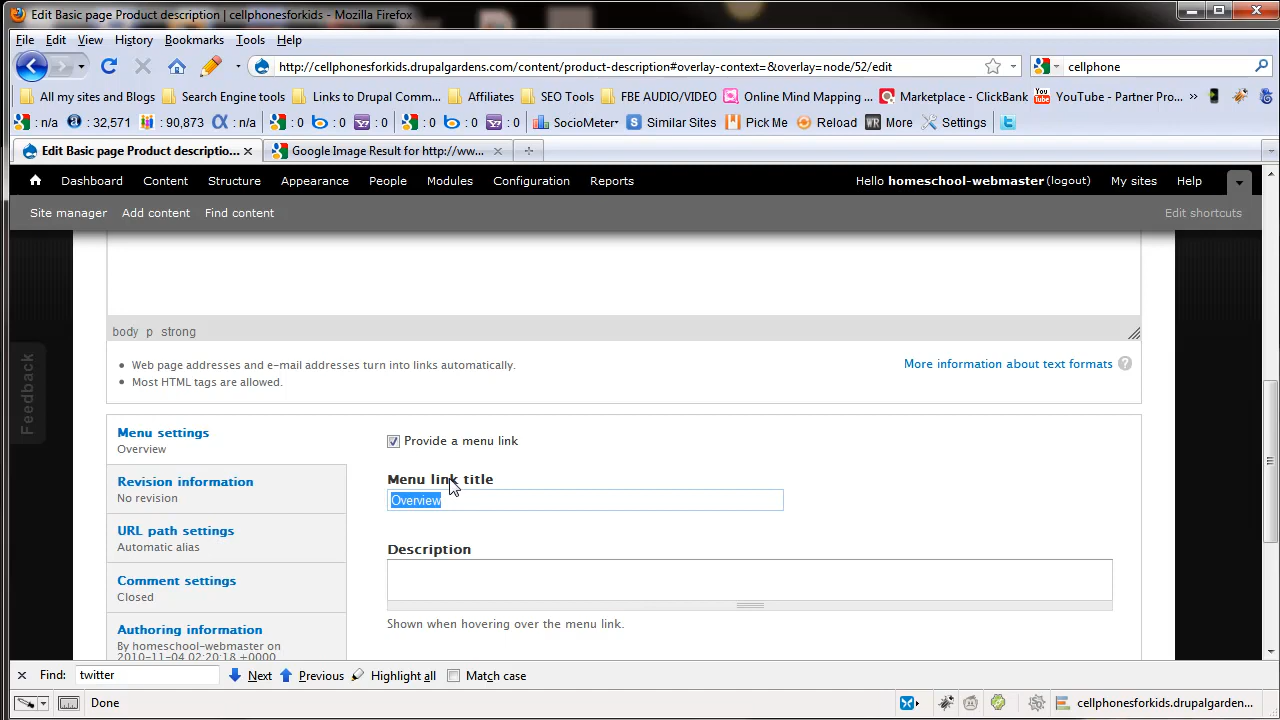 Edit Basic page Product description | cellphonesforkids - Mozilla Firefox
File Edit View History Bookmarks Tools Help
http://cellphonesforkids.drupalgardens.com/content/product-description#overlay-context=&overlay=node/52/edit cellphone
All my sites and Blogs Search Engine tools Links to Drupal Comm... Affiliates SEO Tools FBE AUDIO/VIDEO Online Mind Mapping ... Marketplace - ClickBank YouTube - Partner Pro... »
: n/a : 32,571 : 90,873 : n/a : 0 : 0 : 0 : 0 : 0 : 0 SocioMeter Similar Sites Pick Me Reload WR More Settings
Edit Basic page Product descriptio... Google Image Result for http://ww...
Dashboard Content Structure Appearance People Modules Configuration Reports Hello homeschool-webmaster (logout) My sites Help
Site manager Add content Find content Edit shortcuts
body p strong
Web page addresses and e-mail addresses turn into links automatically. More information about text formats ?
Most HTML tags are allowed.
Feedback
Menu settings
Overview
Provide a menu link
Revision information
No revision
Menu link title
Overview
URL path settings
Automatic alias
Description
Comment settings
Closed
Shown when hovering over the menu link.
Authoring information
By homeschool-webmaster on
2010-11-04 02:20:18 +0000
Find: twitter Next Previous Highlight all Match case
Done cellphonesforkids.drupalgarden...